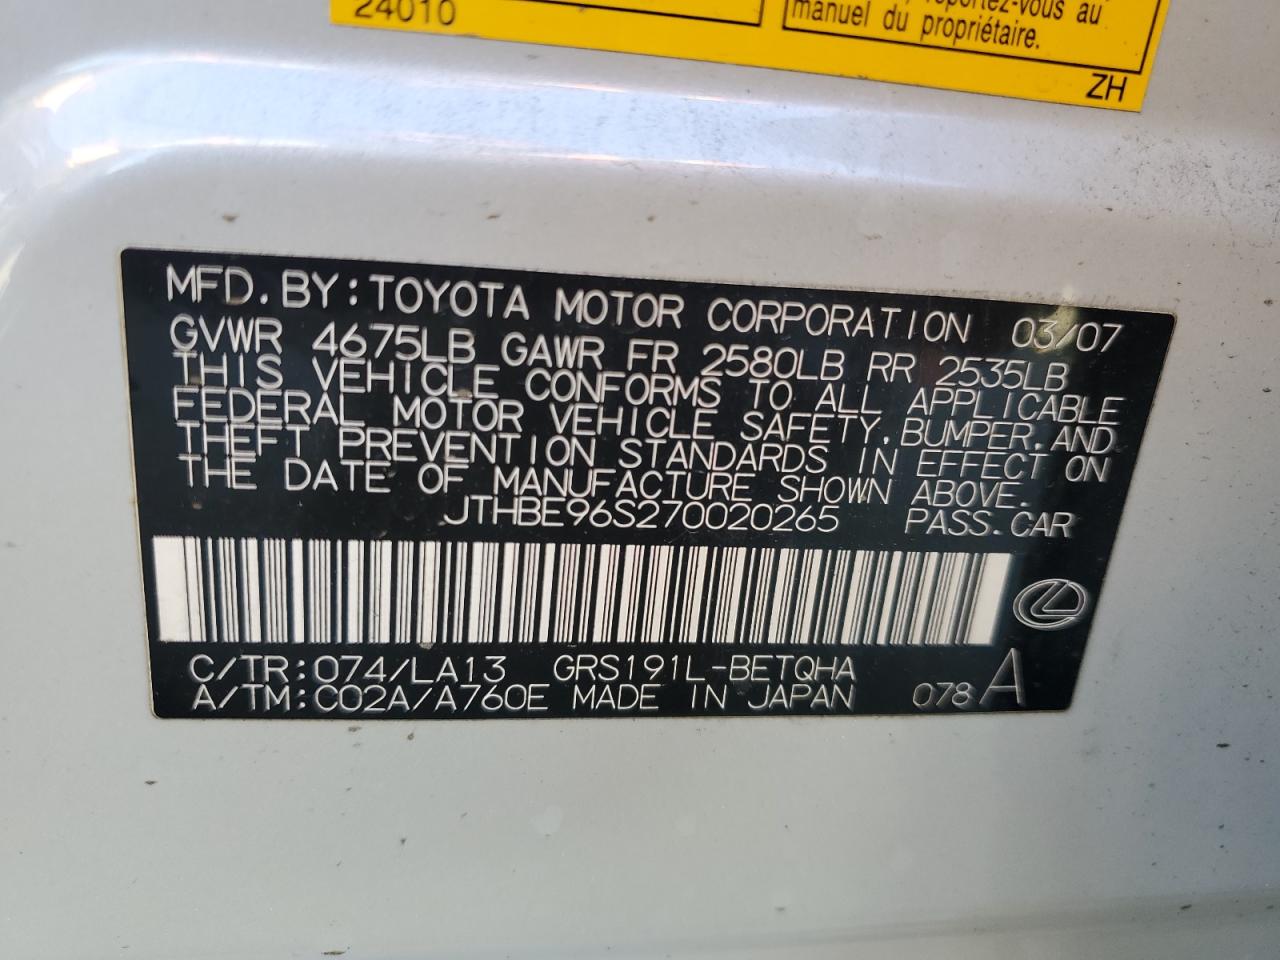 24010
reportez-vous au
manuel du propriétaire.
ZH
MFD. BY: TOYOTA MOTOR CORPORATION 03/07
GVWR 4675LB GAWR FR 2580LB RR 2535LB
THIS VEHICLE CONFORMS TO ALL APPLICABLE
FEDERAL MOTOR VEHICLE SAFETY, BUMPER, AND
THEFT PREVENTION STANDARDS IN EFFECT ON
THE DATE OF MANUFACTURE SHOWN ABOVE.
JTHBE96S270020265 PASS. CAR
C/TR: 074/LA13 GRS191L-BETQHA
A/TM: C02A/A760E MADE IN JAPAN 078 A